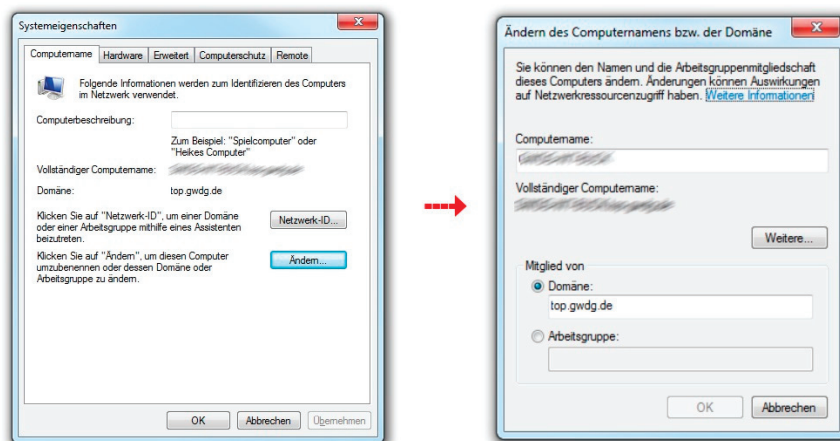 Systemeigenschaften
Computername
Hardware
Erweitert
Computerschutz
Remote
Folgende Informationen werden zum Identifizieren des Computers
im Netzwerk verwendet.
Computerbeschreibung:
Zum Beispiel: "Spielcomputer" oder
"Heikes Computer"
Vollständiger Computername:
Domäne:
top.gwdg.de
Klicken Sie auf "Netzwerk-ID", um einer Domäne
oder einer Arbeitsgruppe mithilfe eines Assistenten
beizutreten.
Netzwerk-ID...
Klicken Sie auf "Ändern", um diesen Computer
umzubenennen oder dessen Domäne oder
Arbeitsgruppe zu ändern.
Ändern...
OK
Abbrechen
Übernehmen
Ändern des Computernamens bzw. der Domäne
Sie können den Namen und die Arbeitsgruppenmitgliedschaft
dieses Computers ändern. Änderungen können Auswirkungen
auf Netzwerkressourcenzugriff haben. Weitere Informationen
Computername:
Vollständiger Computername:
Weitere...
Mitglied von
Domäne:
top.gwdg.de
Arbeitsgruppe:
OK
Abbrechen